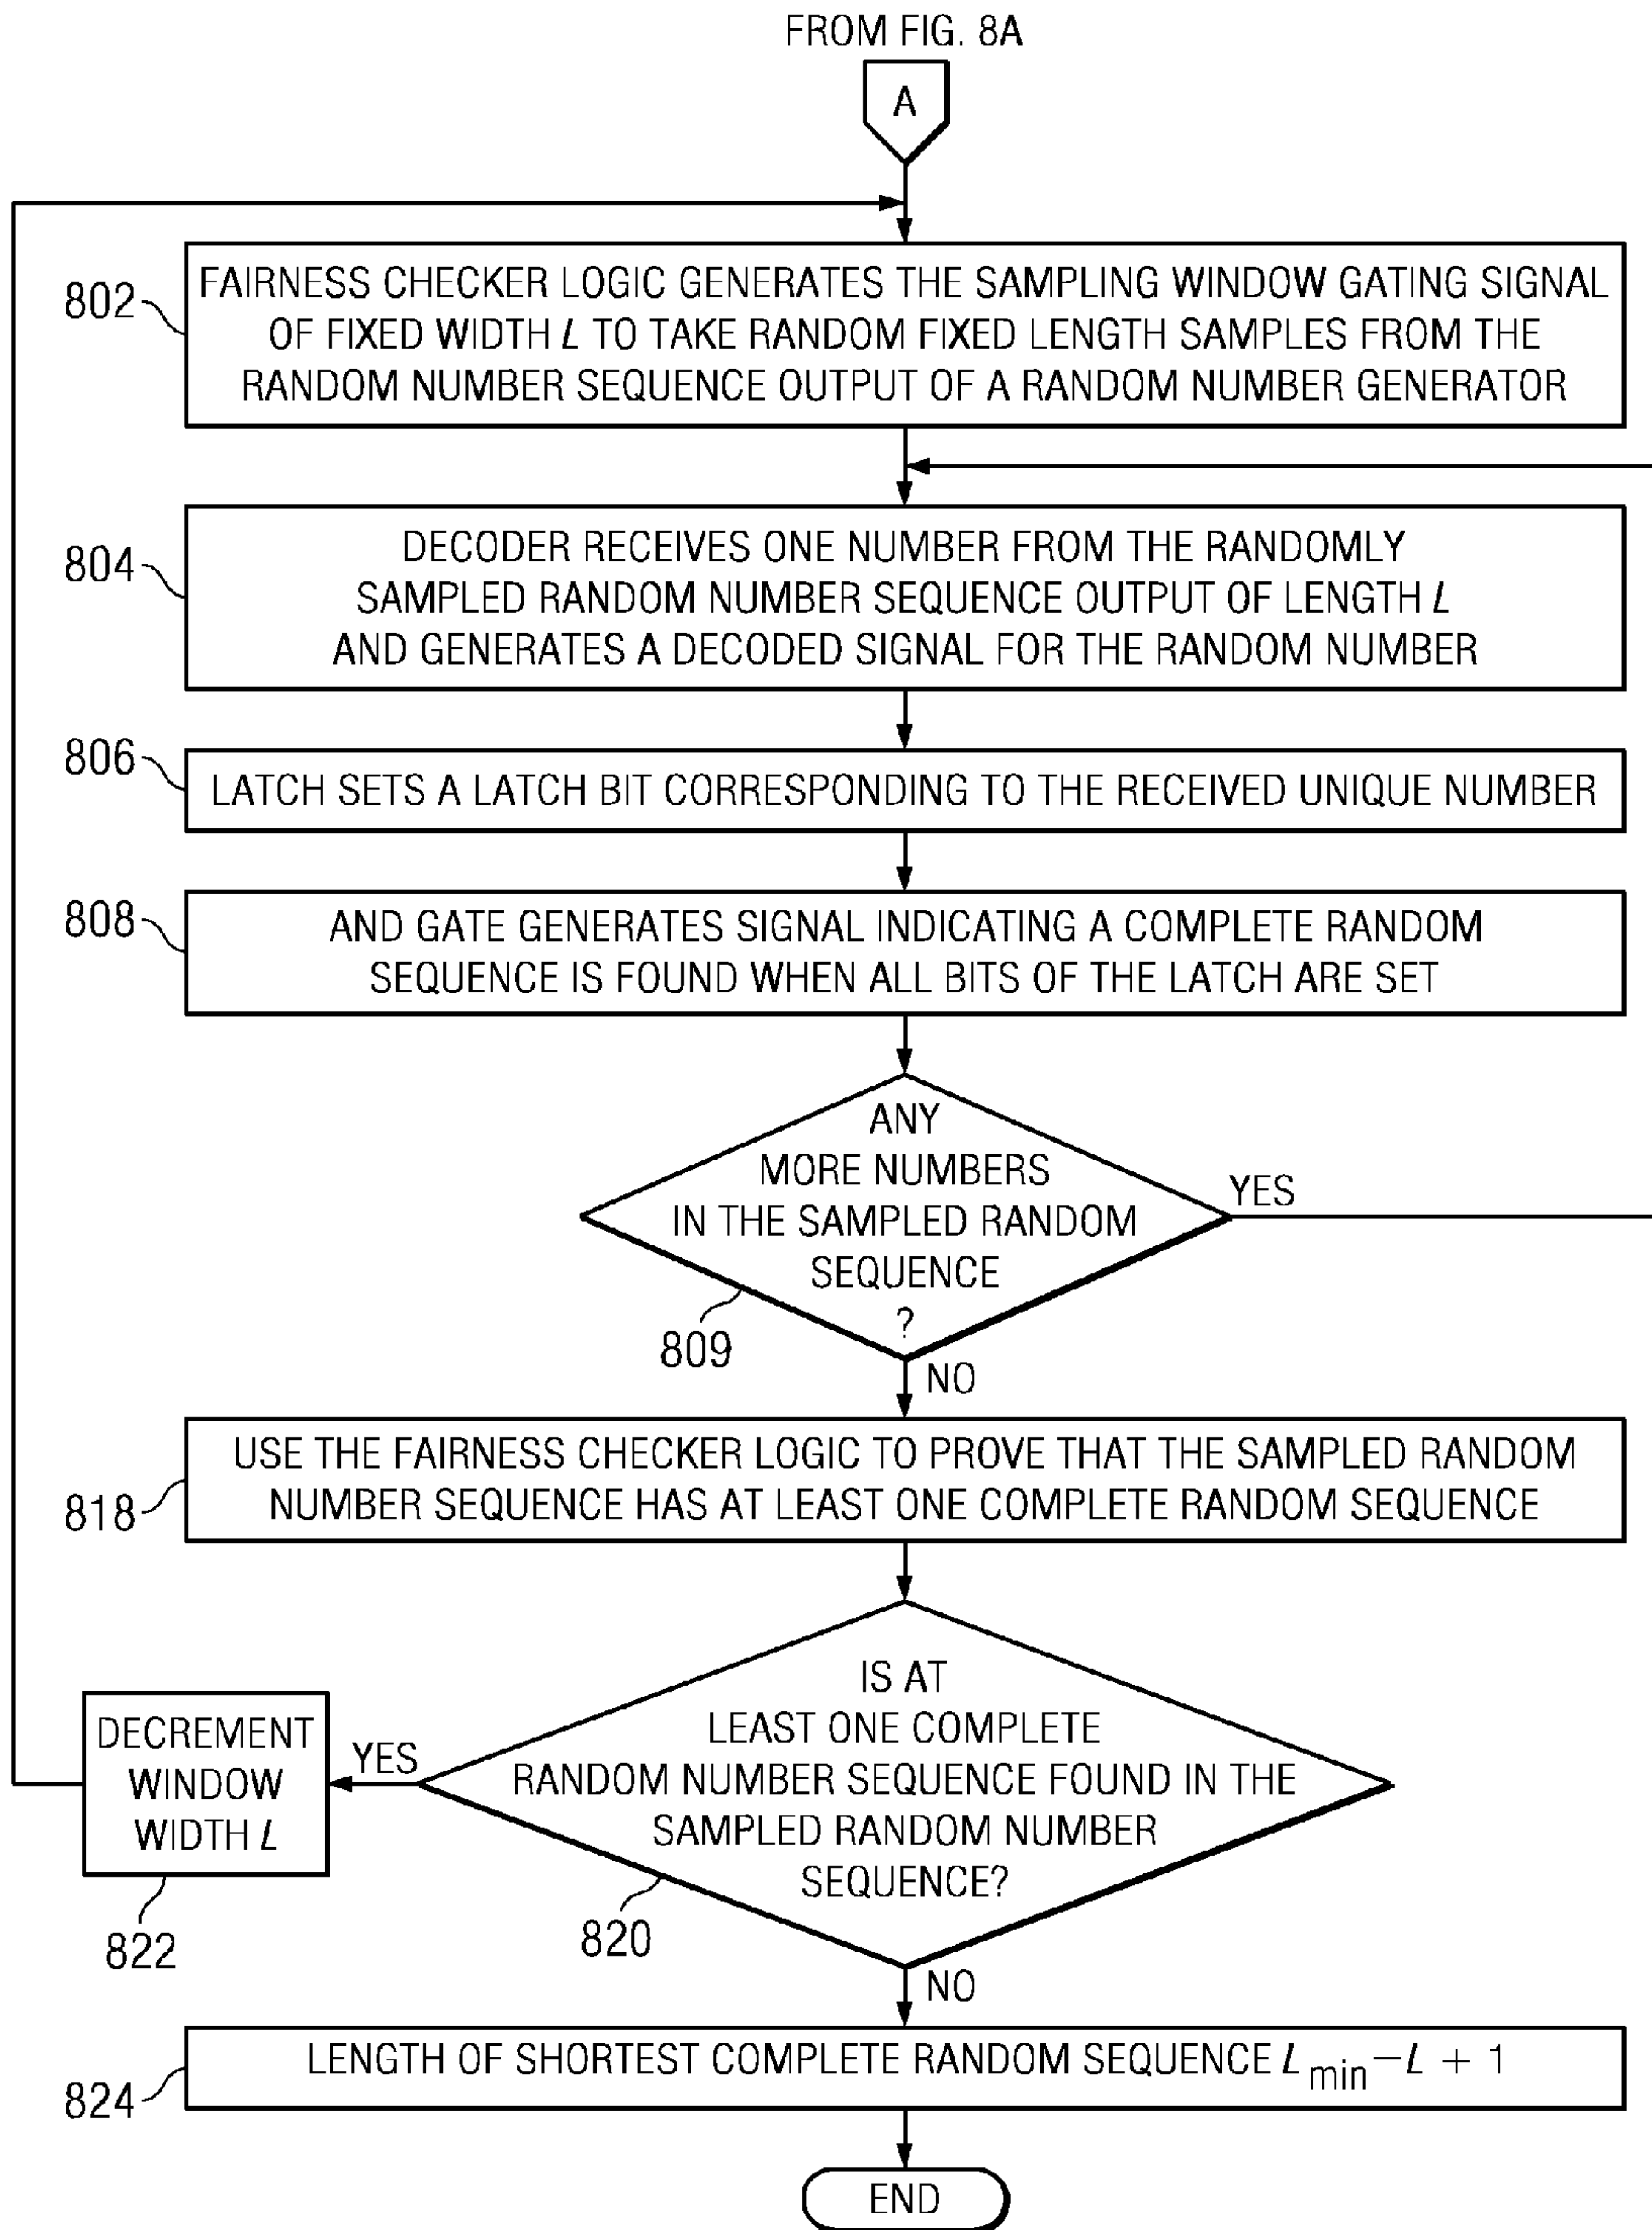 FROM FIG. 8A
A
802
FAIRNESS CHECKER LOGIC GENERATES THE SAMPLING WINDOW GATING SIGNAL
OF FIXED WIDTH L TO TAKE RANDOM FIXED LENGTH SAMPLES FROM THE
RANDOM NUMBER SEQUENCE OUTPUT OF A RANDOM NUMBER GENERATOR
804
DECODER RECEIVES ONE NUMBER FROM THE RANDOMLY
SAMPLED RANDOM NUMBER SEQUENCE OUTPUT OF LENGTH L
AND GENERATES A DECODED SIGNAL FOR THE RANDOM NUMBER
806
LATCH SETS A LATCH BIT CORRESPONDING TO THE RECEIVED UNIQUE NUMBER
808
AND GATE GENERATES SIGNAL INDICATING A COMPLETE RANDOM
SEQUENCE IS FOUND WHEN ALL BITS OF THE LATCH ARE SET
ANY
MORE NUMBERS
IN THE SAMPLED RANDOM
SEQUENCE
?
YES
809
NO
818
USE THE FAIRNESS CHECKER LOGIC TO PROVE THAT THE SAMPLED RANDOM
NUMBER SEQUENCE HAS AT LEAST ONE COMPLETE RANDOM SEQUENCE
IS AT
LEAST ONE COMPLETE
RANDOM NUMBER SEQUENCE FOUND IN THE
SAMPLED RANDOM NUMBER
SEQUENCE?
YES
DECREMENT
WINDOW
WIDTH L
822
820
NO
824
LENGTH OF SHORTEST COMPLETE RANDOM SEQUENCE Lmin−L + 1
END